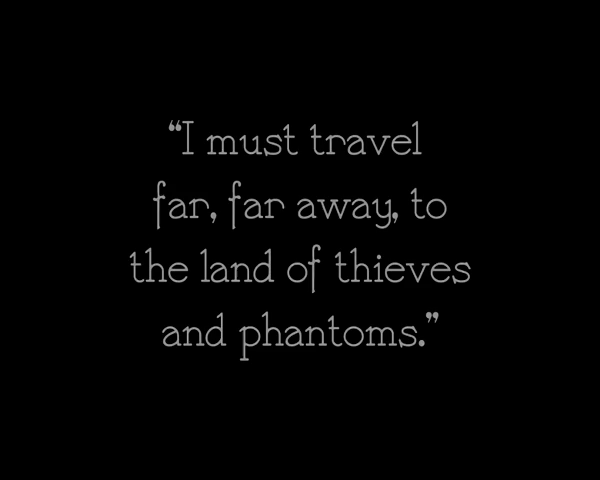 “I must travel
far, far away, to
the land of thieves
and phantoms.”